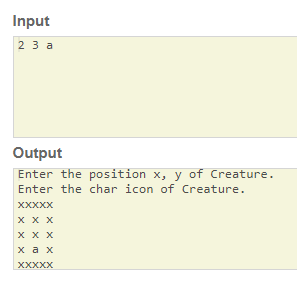 Input
2 3 a
Output
Enter the position x, y of Creature.
Enter the char icon of Creature.
xxxxx
x x x
x x x
x a x
xxxxx